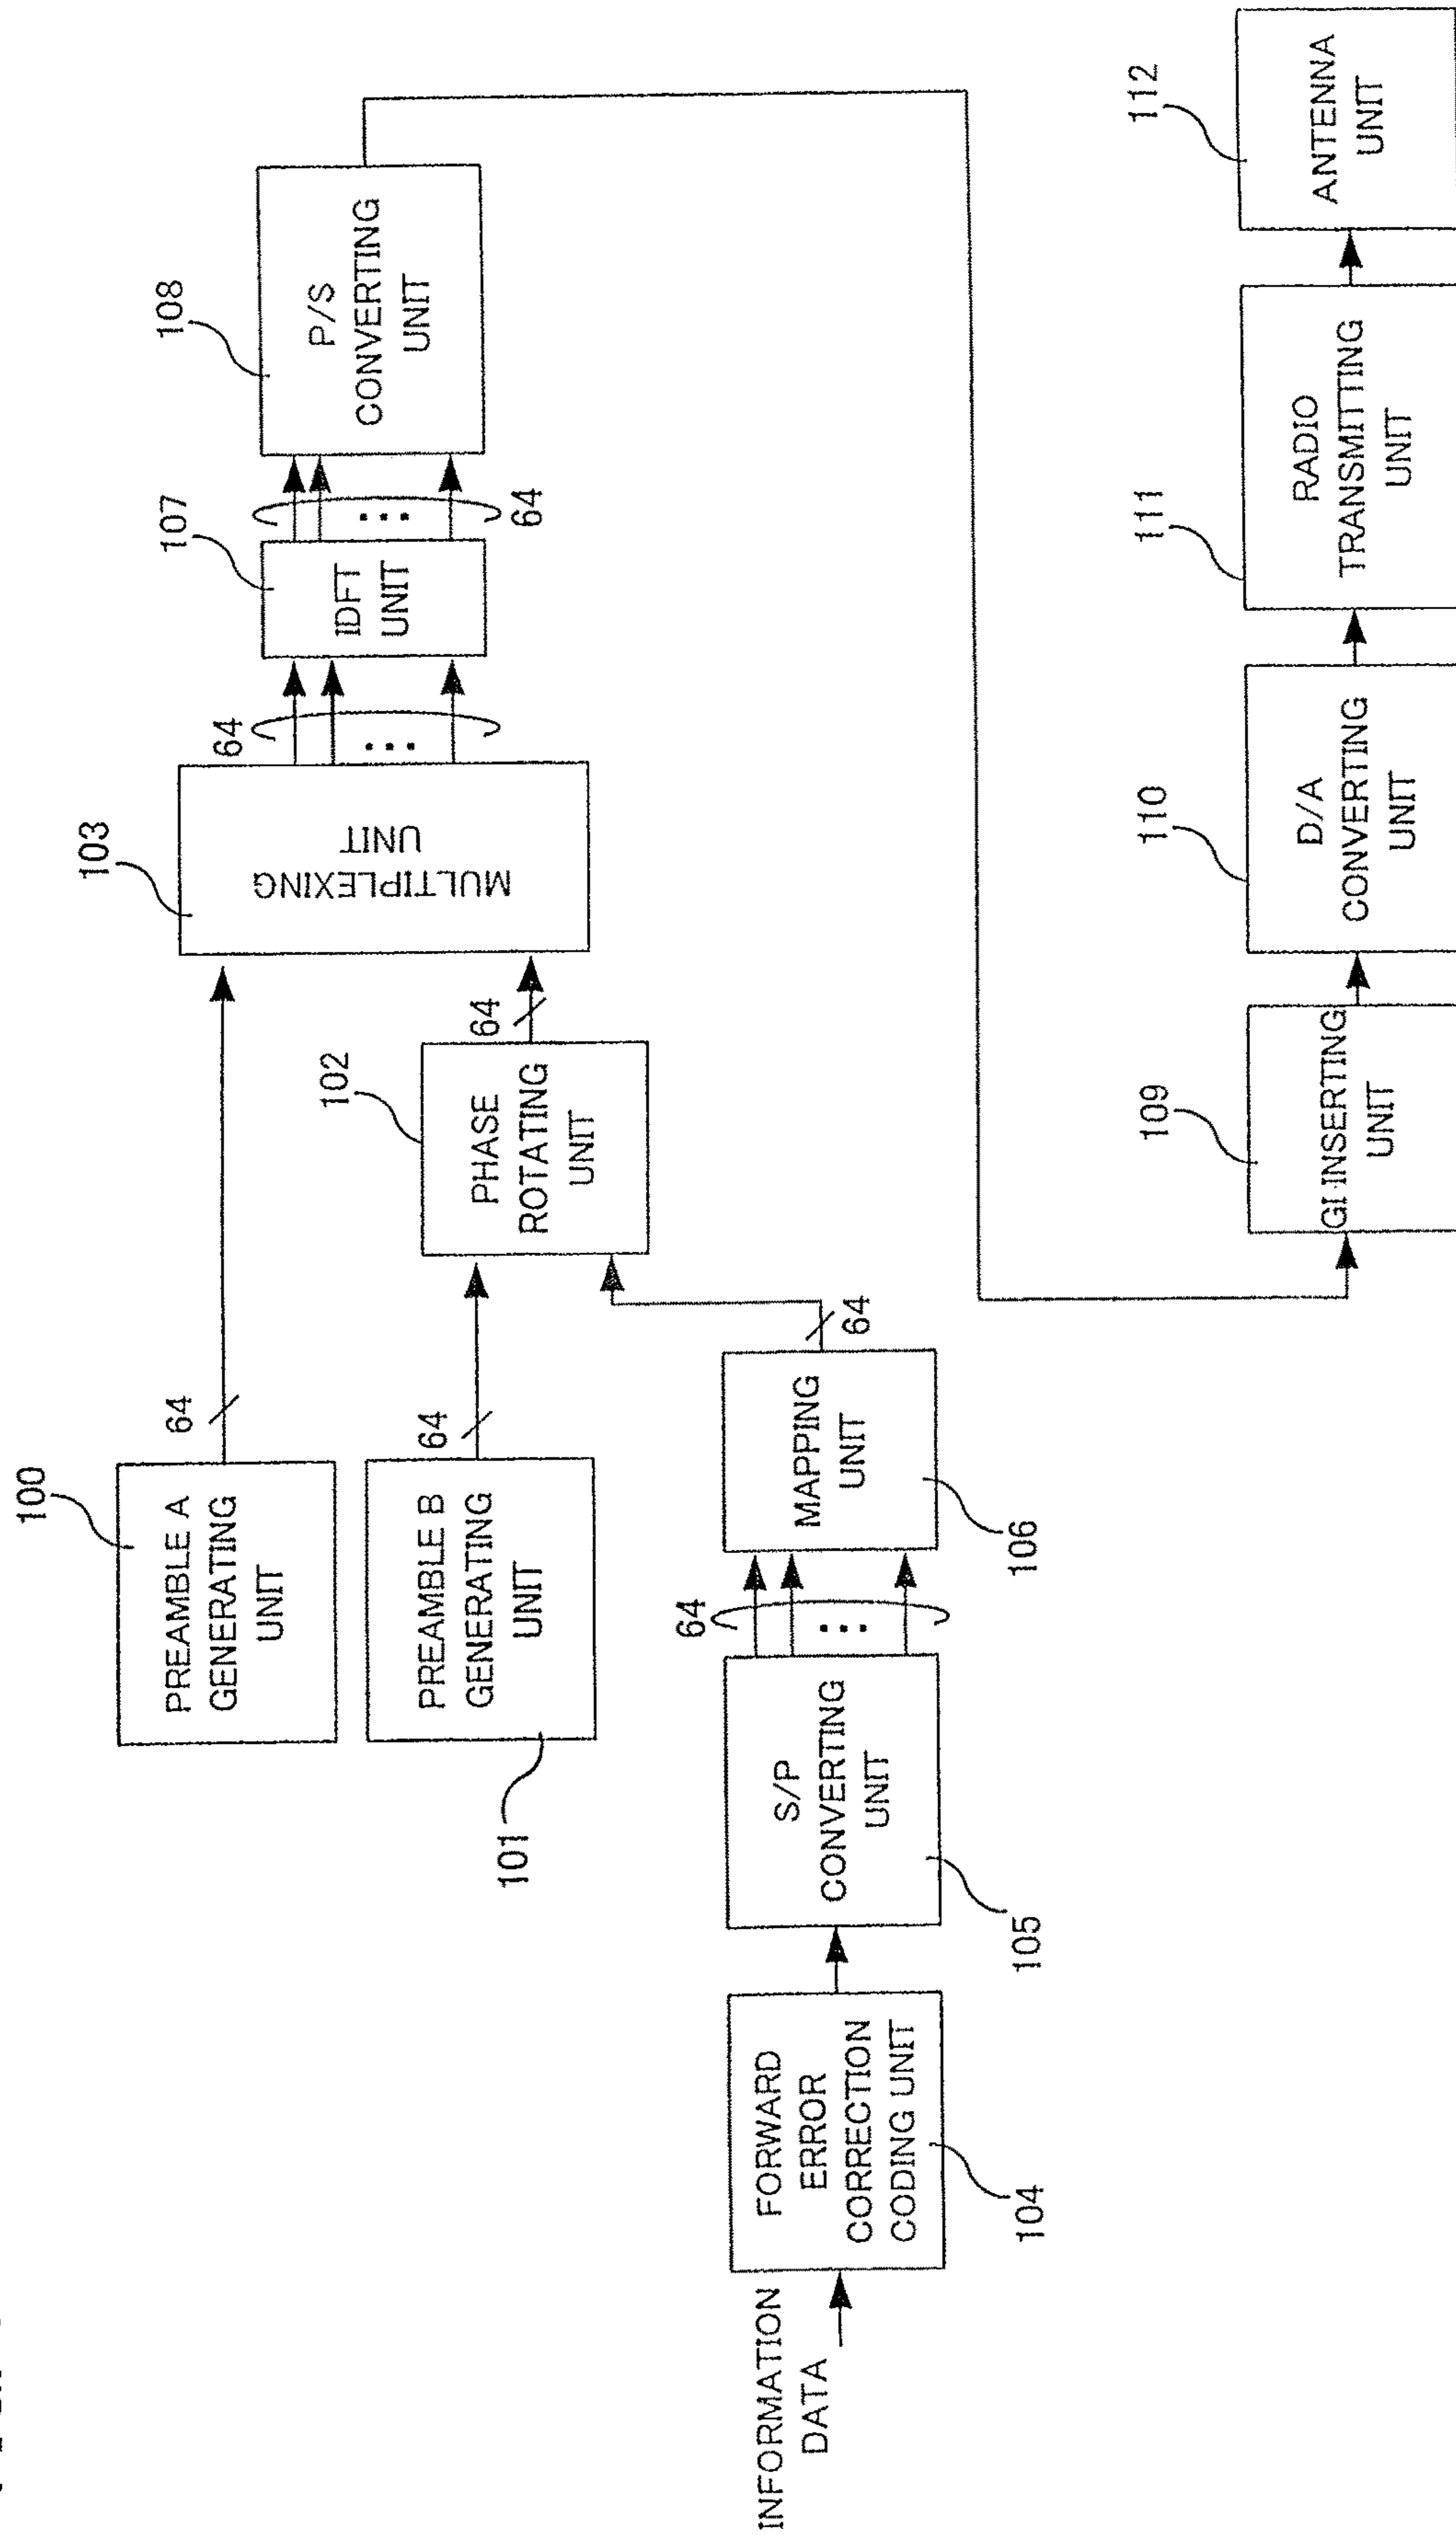 100
PREAMBLE A
GENERATING
UNIT
64
101
PREAMBLE B
GENERATING
UNIT
64
102
PHASE
ROTATING
UNIT
64
103
MULTIPLEXING
UNIT
64
...
107
IDFT
UNIT
...
64
108
P/S
CONVERTING
UNIT
INFORMATION
DATA
FORWARD
ERROR
CORRECTION
CODING UNIT
104
S/P
CONVERTING
UNIT
105
64
...
MAPPING
UNIT
106
64
109
GI INSERTING
UNIT
110
D/A
CONVERTING
UNIT
111
RADIO
TRANSMITTING
UNIT
112
ANTENNA
UNIT